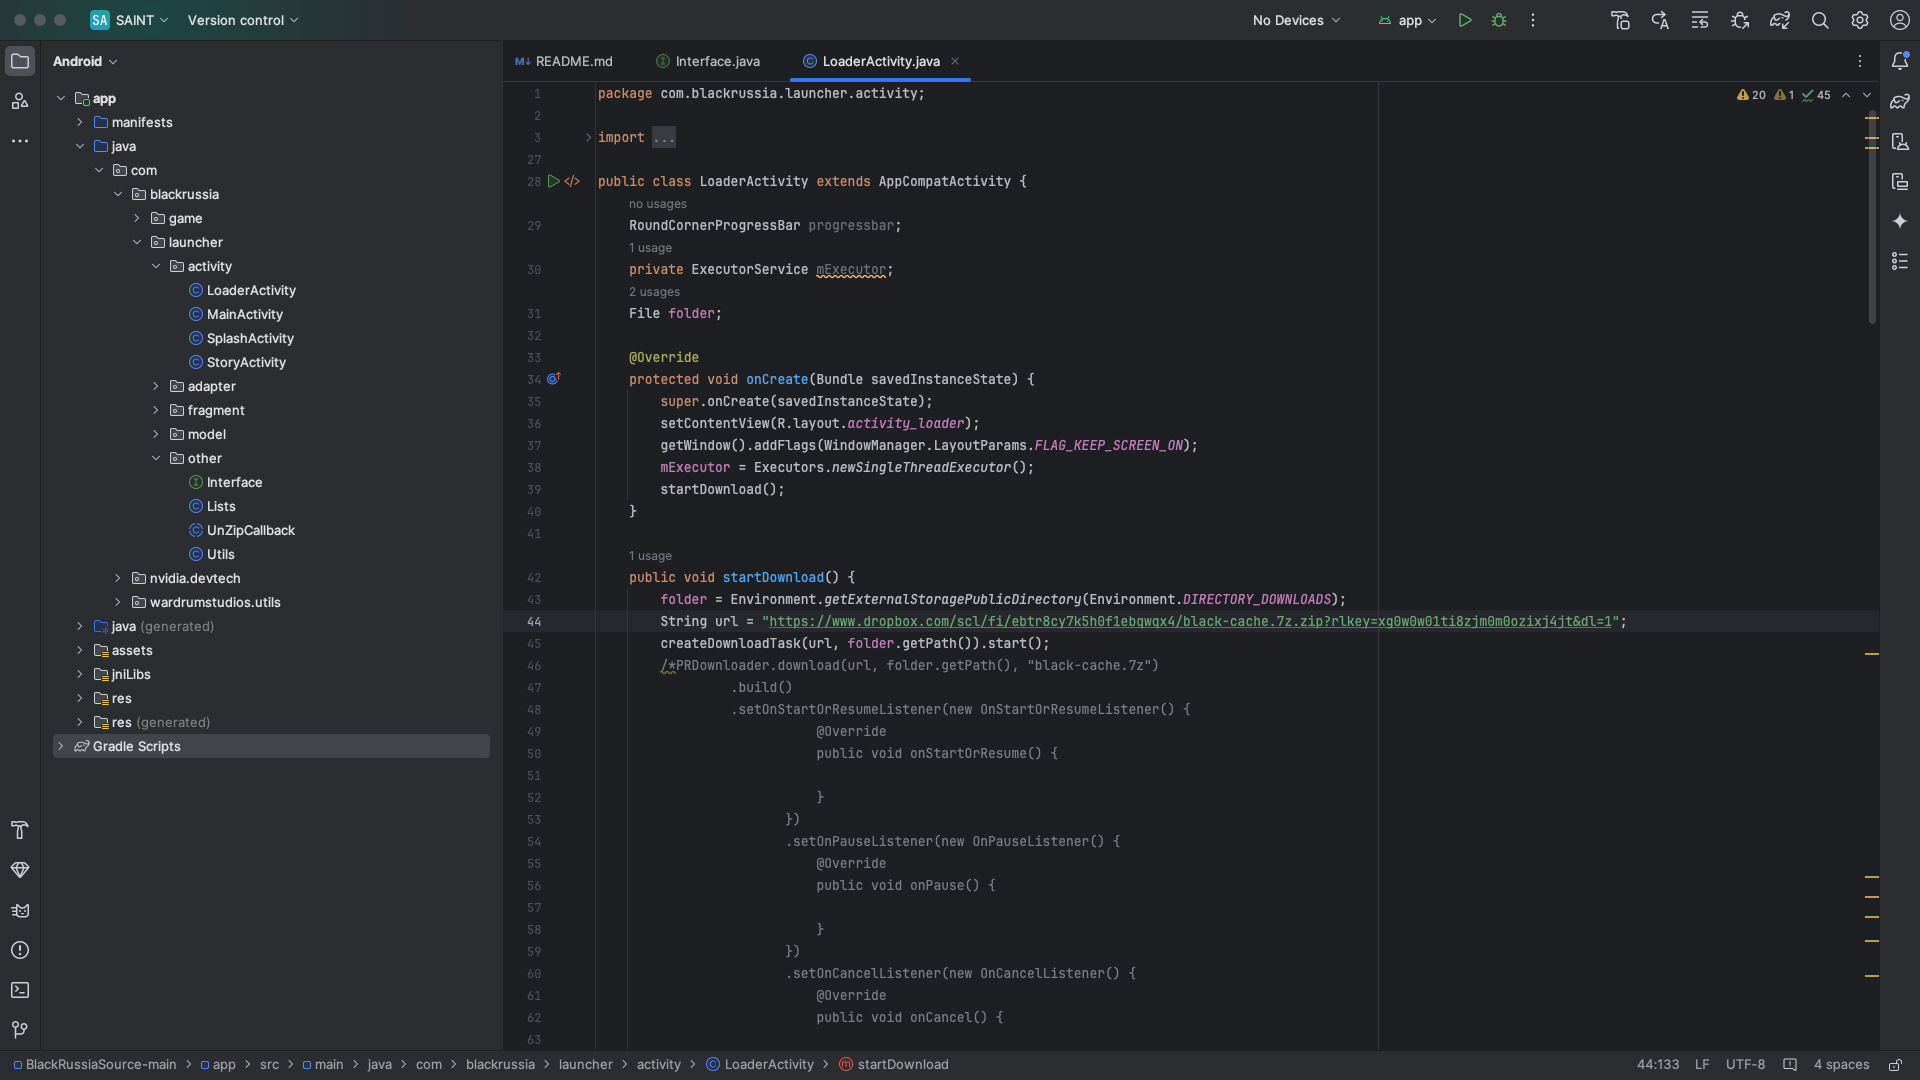 SA SAINT Version control No Devices app
Android
README.md Interface.java LoaderActivity.java
app
manifests
java
com
blackrussia
game
launcher
activity
LoaderActivity
MainActivity
SplashActivity
StoryActivity
adapter
fragment
model
other
Interface
Lists
UnZipCallback
Utils
nvidia.devtech
wardrumstudios.utils
java (generated)
assets
jniLibs
res
res (generated)
Gradle Scripts
20 1 45
1 package com.blackrussia.launcher.activity;
2
3 import ...
27
28 public class LoaderActivity extends AppCompatActivity {
no usages
29 RoundCornerProgressBar progressbar;
1 usage
30 private ExecutorService mExecutor;
2 usages
31 File folder;
32
33 @Override
34 protected void onCreate(Bundle savedInstanceState) {
35 super.onCreate(savedInstanceState);
36 setContentView(R.layout.activity_loader);
37 getWindow().addFlags(WindowManager.LayoutParams.FLAG_KEEP_SCREEN_ON);
38 mExecutor = Executors.newSingleThreadExecutor();
39 startDownload();
40 }
41
1 usage
42 public void startDownload() {
43 folder = Environment.getExternalStoragePublicDirectory(Environment.DIRECTORY_DOWNLOADS);
44 String url = "https://www.dropbox.com/scl/fi/ebtr8cy7k5h0f1ebqwqx4/black-cache.7z.zip?rlkey=xg0w0w01ti8zjm0m0ozixj4jt&dl=1";
45 createDownloadTask(url, folder.getPath()).start();
46 /*PRDownloader.download(url, folder.getPath(), "black-cache.7z")
47 .build()
48 .setOnStartOrResumeListener(new OnStartOrResumeListener() {
49 @Override
50 public void onStartOrResume() {
51
52 }
53 })
54 .setOnPauseListener(new OnPauseListener() {
55 @Override
56 public void onPause() {
57
58 }
59 })
60 .setOnCancelListener(new OnCancelListener() {
61 @Override
62 public void onCancel() {
63
BlackRussiaSource-main > app > src > main > java > com > blackrussia > launcher > activity > LoaderActivity > startDownload 44:133 LF UTF-8 4 spaces